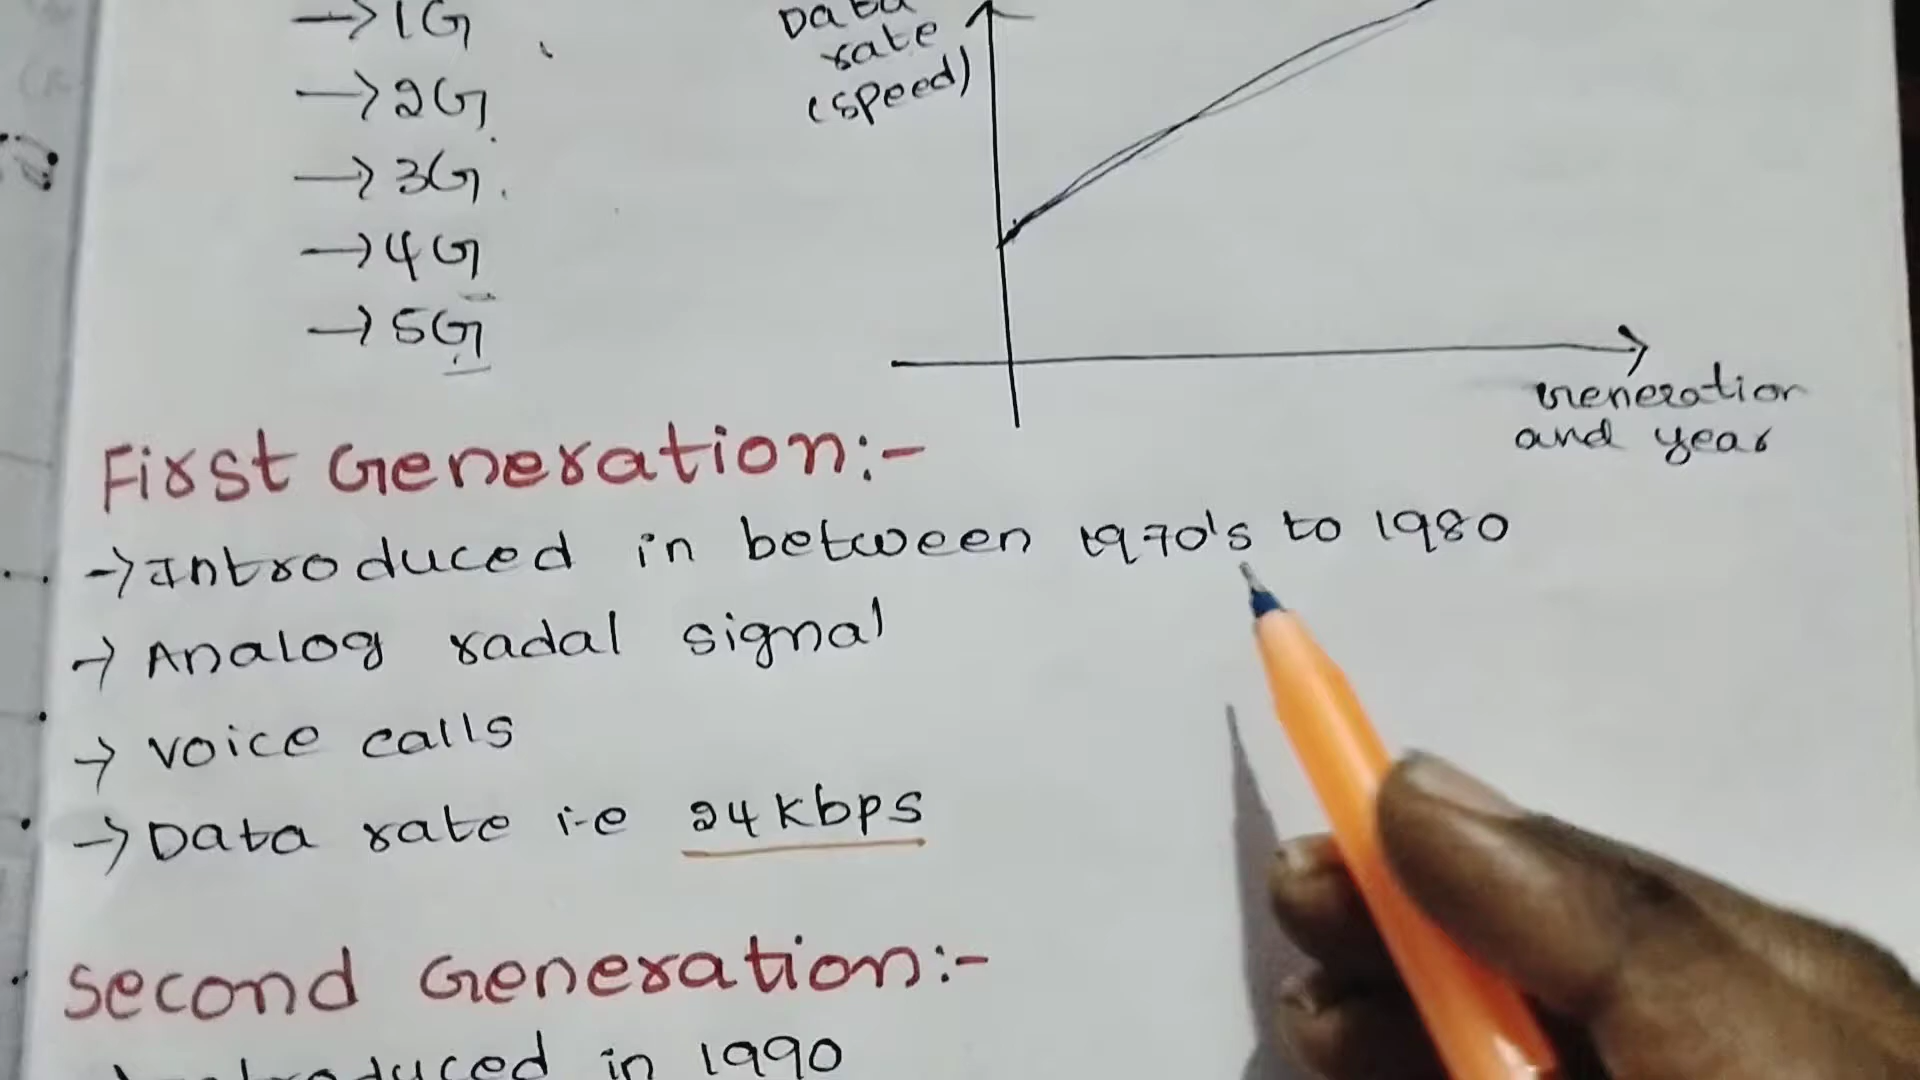 → 1G
→ 2G
→ 3G
→ 4G
→ 5G
Data
rate
(speed)
Generation
and year
First Generation:-
→ Introduced in between 1970's to 1980
→ Analog radal signal
→ voice calls
→ Data rate i-e 24kbps
Second Generation:-
→ Introduced in 1990